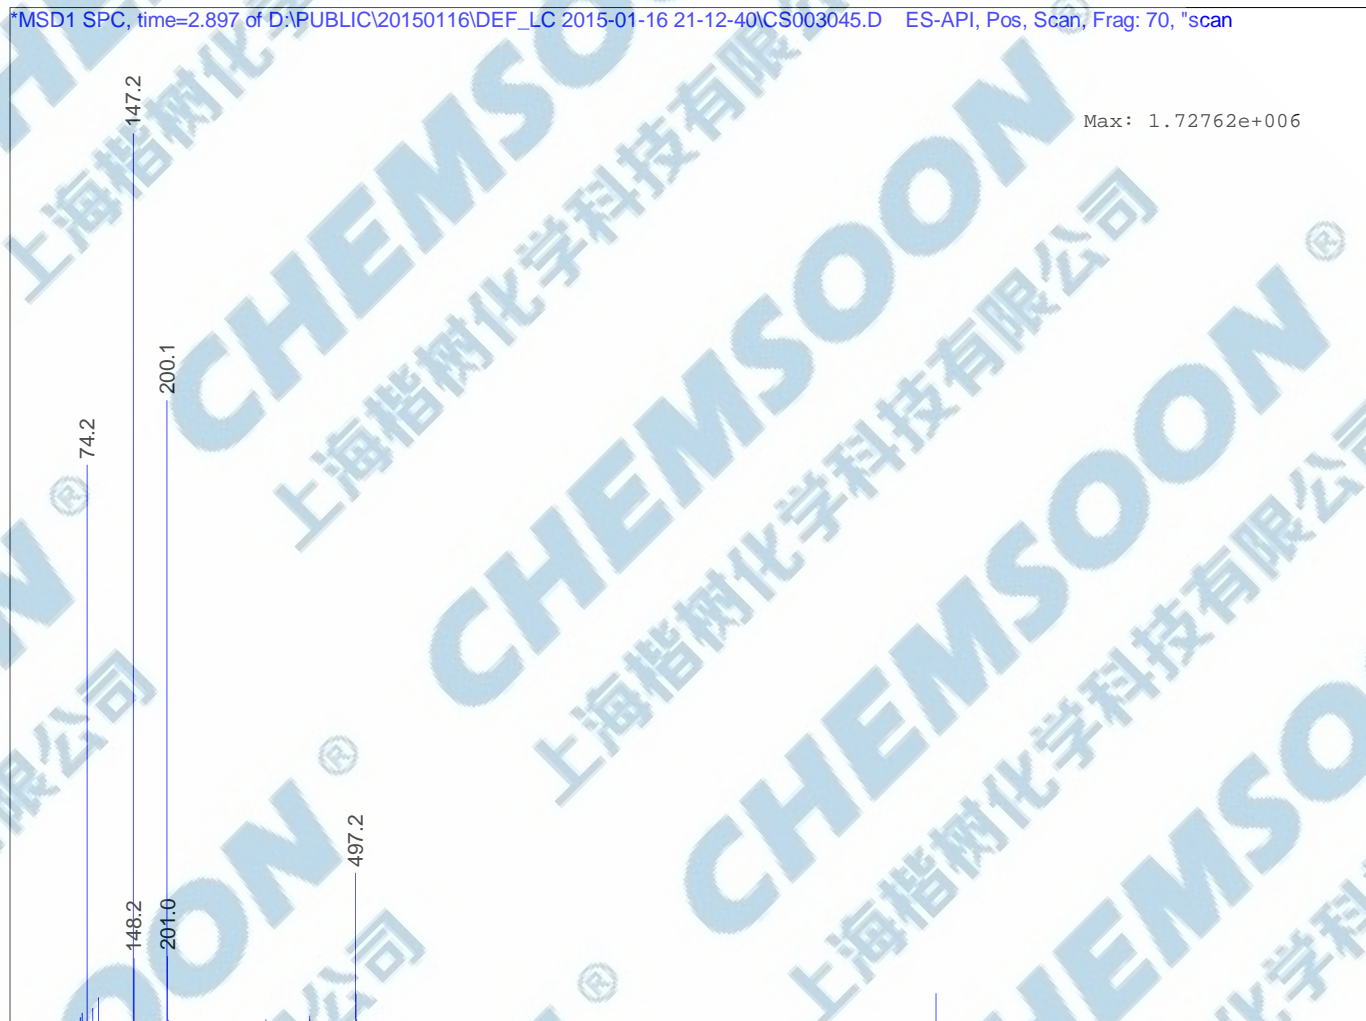 *MSD1 SPC, time=2.897 of D:\PUBLIC\20150116\DEF_LC 2015-01-16 21-12-40\CS003045.D    ES-API, Pos, Scan, Frag: 70, "scan
Max: 1.72762e+006
147.2
200.1
74.2
497.2
148.2
201.0
CHEMSOON ®
上海楷树化学科技有限公司
CHEMSOON ®
上海楷树化学科技有限公司
CHEMSOON ®
上海楷树化学科技有限公司